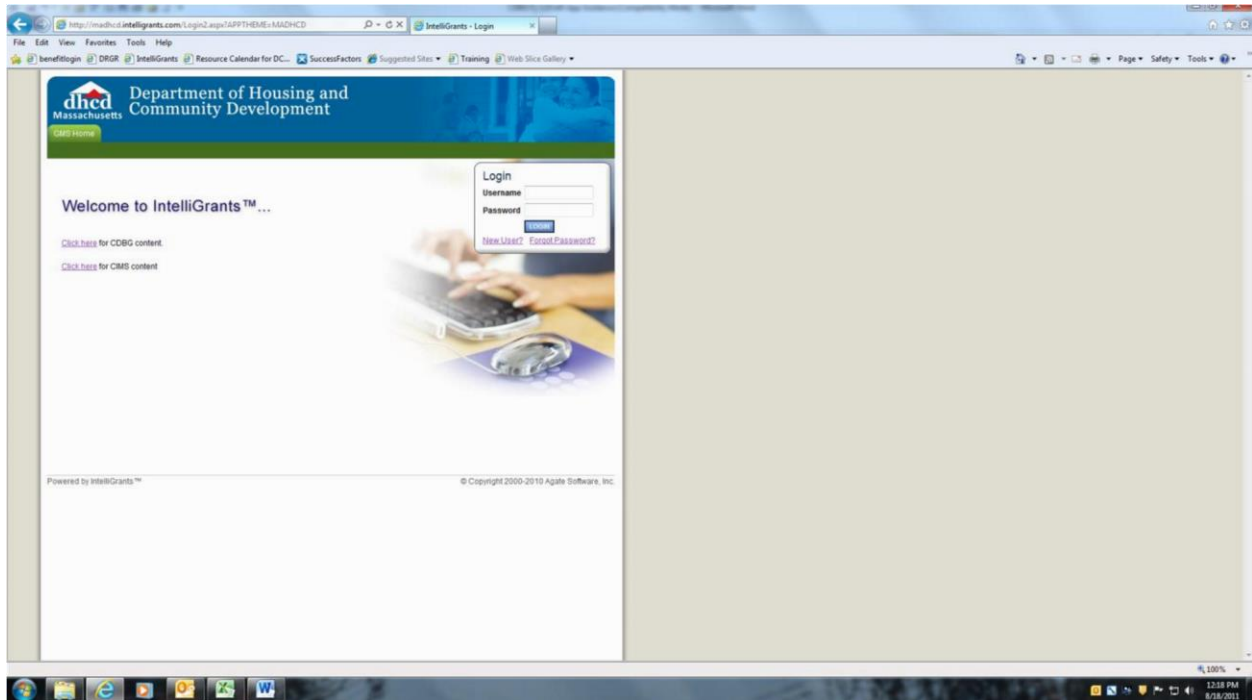 http://madhcd.intelligrants.com/Login2.aspx?APPTHEME=MADHCD
IntelliGrants - Login
File Edit View Favorites Tools Help
benefitlogin DRGR IntelliGrants Resource Calendar for DC... SuccessFactors Suggested Sites Training Web Slice Gallery
Page Safety Tools
dhcd
Massachusetts
Department of Housing and
Community Development
Login
Username
Password
LOGIN
New User? Forgot Password?
Welcome to IntelliGrants™...
Click here for CDBG content.
Click here for CIMS content
Powered by IntelliGrants™
© Copyright 2000-2010 Agate Software, Inc.
100%
12:18 PM
8/18/2011